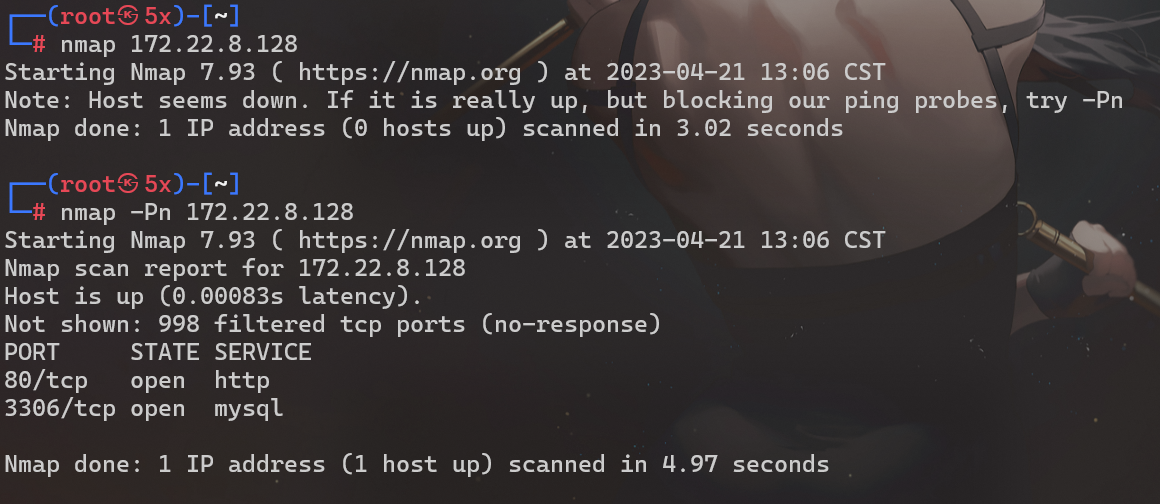 ┌──(root㉿5x)-[~]
└─# nmap 172.22.8.128
Starting Nmap 7.93 ( https://nmap.org ) at 2023-04-21 13:06 CST
Note: Host seems down. If it is really up, but blocking our ping probes, try -Pn
Nmap done: 1 IP address (0 hosts up) scanned in 3.02 seconds

┌──(root㉿5x)-[~]
└─# nmap -Pn 172.22.8.128
Starting Nmap 7.93 ( https://nmap.org ) at 2023-04-21 13:06 CST
Nmap scan report for 172.22.8.128
Host is up (0.00083s latency).
Not shown: 998 filtered tcp ports (no-response)
PORT     STATE SERVICE
80/tcp   open  http
3306/tcp open  mysql

Nmap done: 1 IP address (1 host up) scanned in 4.97 seconds